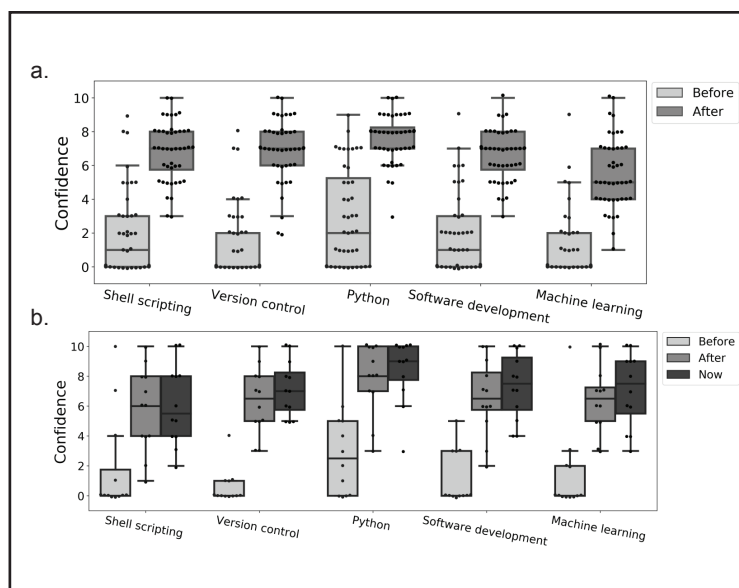 a.
10
8
6
4
2
0
Confidence
Before
After
Shell scripting
Version control
Python
Software development
Machine learning
b.
10
8
6
4
2
0
Confidence
Before
After
Now
Shell scripting
Version control
Python
Software development
Machine learning